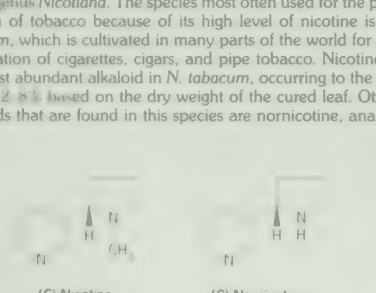 genus Nicotiana. The species most often used for the p
of tobacco because of its high level of nicotine is
m, which is cultivated in many parts of the world for
ation of cigarettes, cigars, and pipe tobacco. Nicotine
st abundant alkaloid in N. tabacum, occurring to the
based on the dry weight of the cured leaf. Ot
ds that are found in this species are nornicotine, ana
N N
H H H
CH3
N N